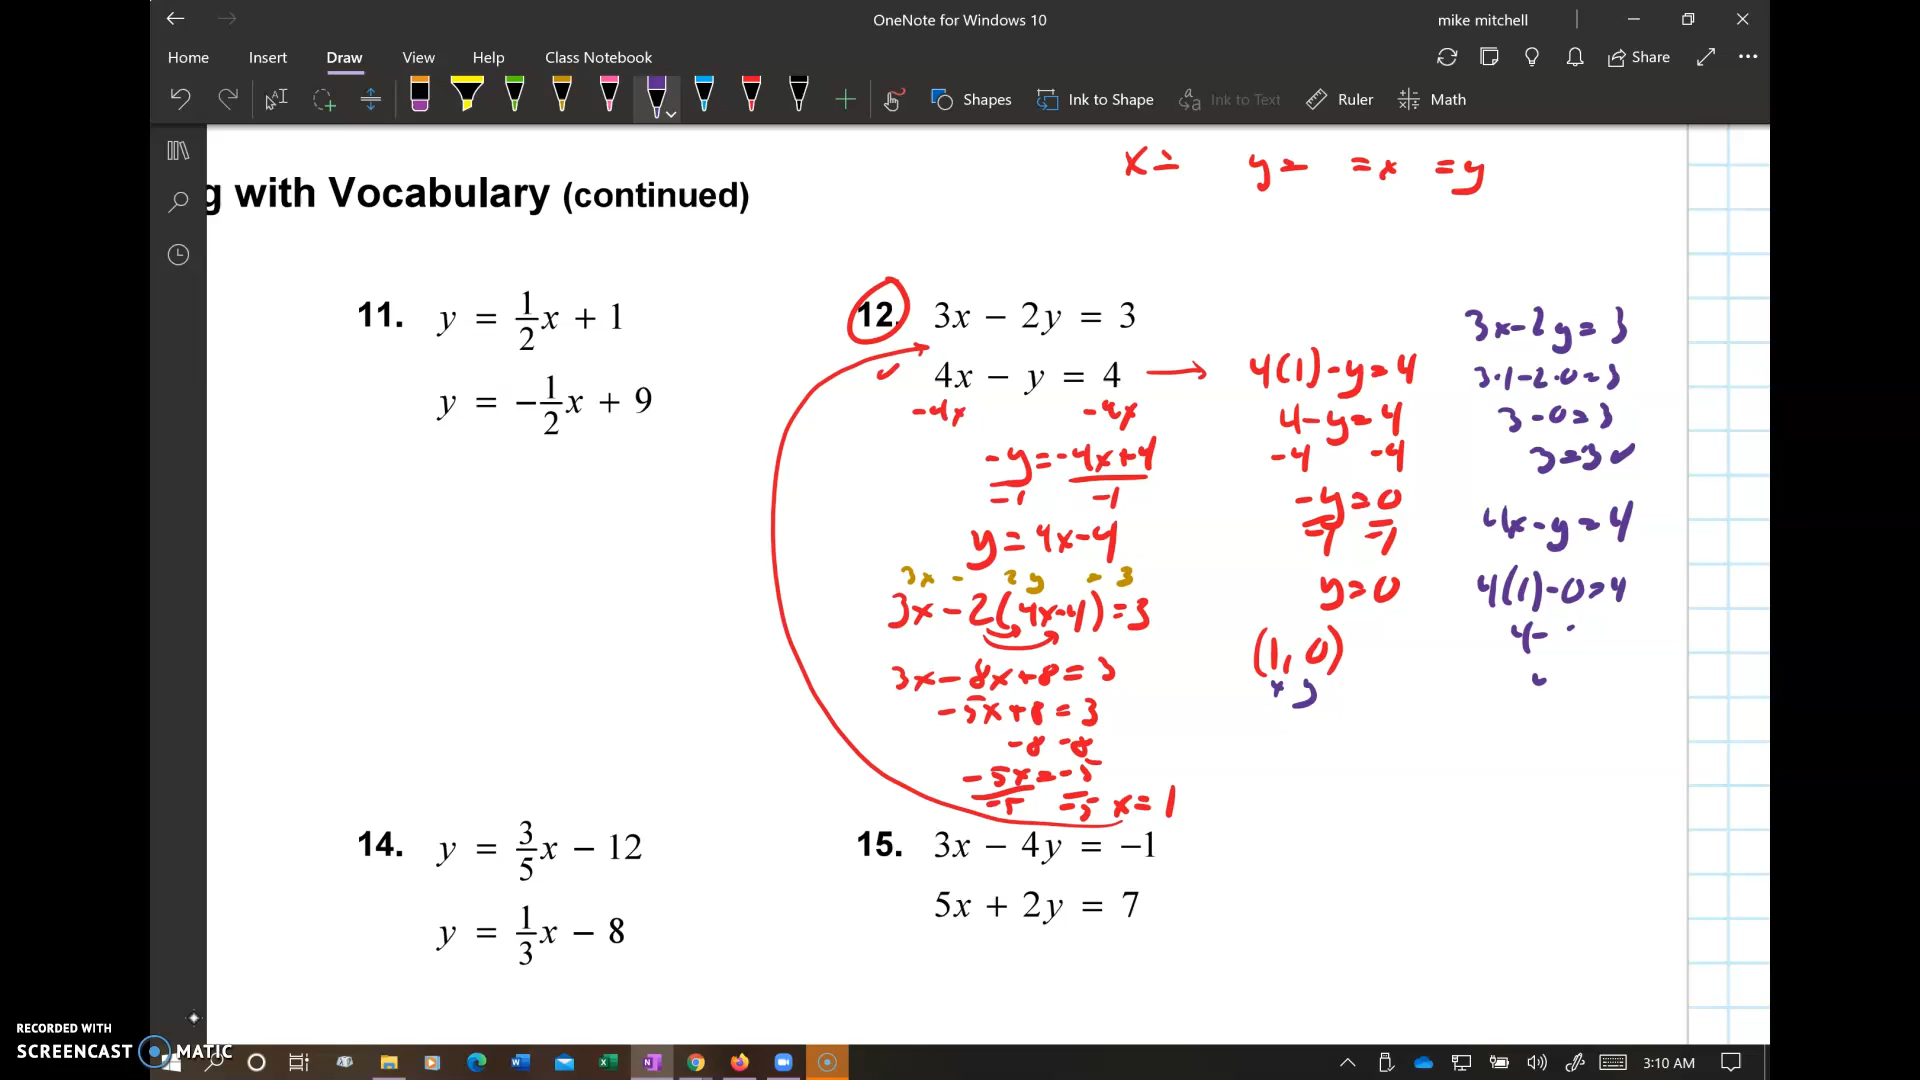 OneNote for Windows 10
mike mitchell
Home Insert Draw View Help Class Notebook
Share
Shapes Ink to Shape Ink to Text Ruler Math
x = y = = x = y
g with Vocabulary (continued)
11. y = 1/2 x + 1
y = -1/2 x + 9
12. 3x − 2y = 3
4x − y = 4
-4x -4x
-y = -4x+4
-1 -1
y = 4x-4
3x - 2y = 3
3x - 2(4x-4) = 3
3x - 8x+8 = 3
-5x+8 = 3
-8 -8
-5x = -5
-5 -5 x = 1
4(1) - y = 4
4 - y = 4
-4 -4
-y = 0
-1 -1
y = 0
(1, 0)
x y
3x - 2y = 3
3·1 - 2·0 = 3
3 - 0 = 3
3 = 3 ✓
4x - y = 4
4(1) - 0 = 4
4 -
14. y = 3/5 x − 12
y = 1/3 x − 8
15. 3x − 4y = −1
5x + 2y = 7
RECORDED WITH
SCREENCAST MATIC
3:10 AM